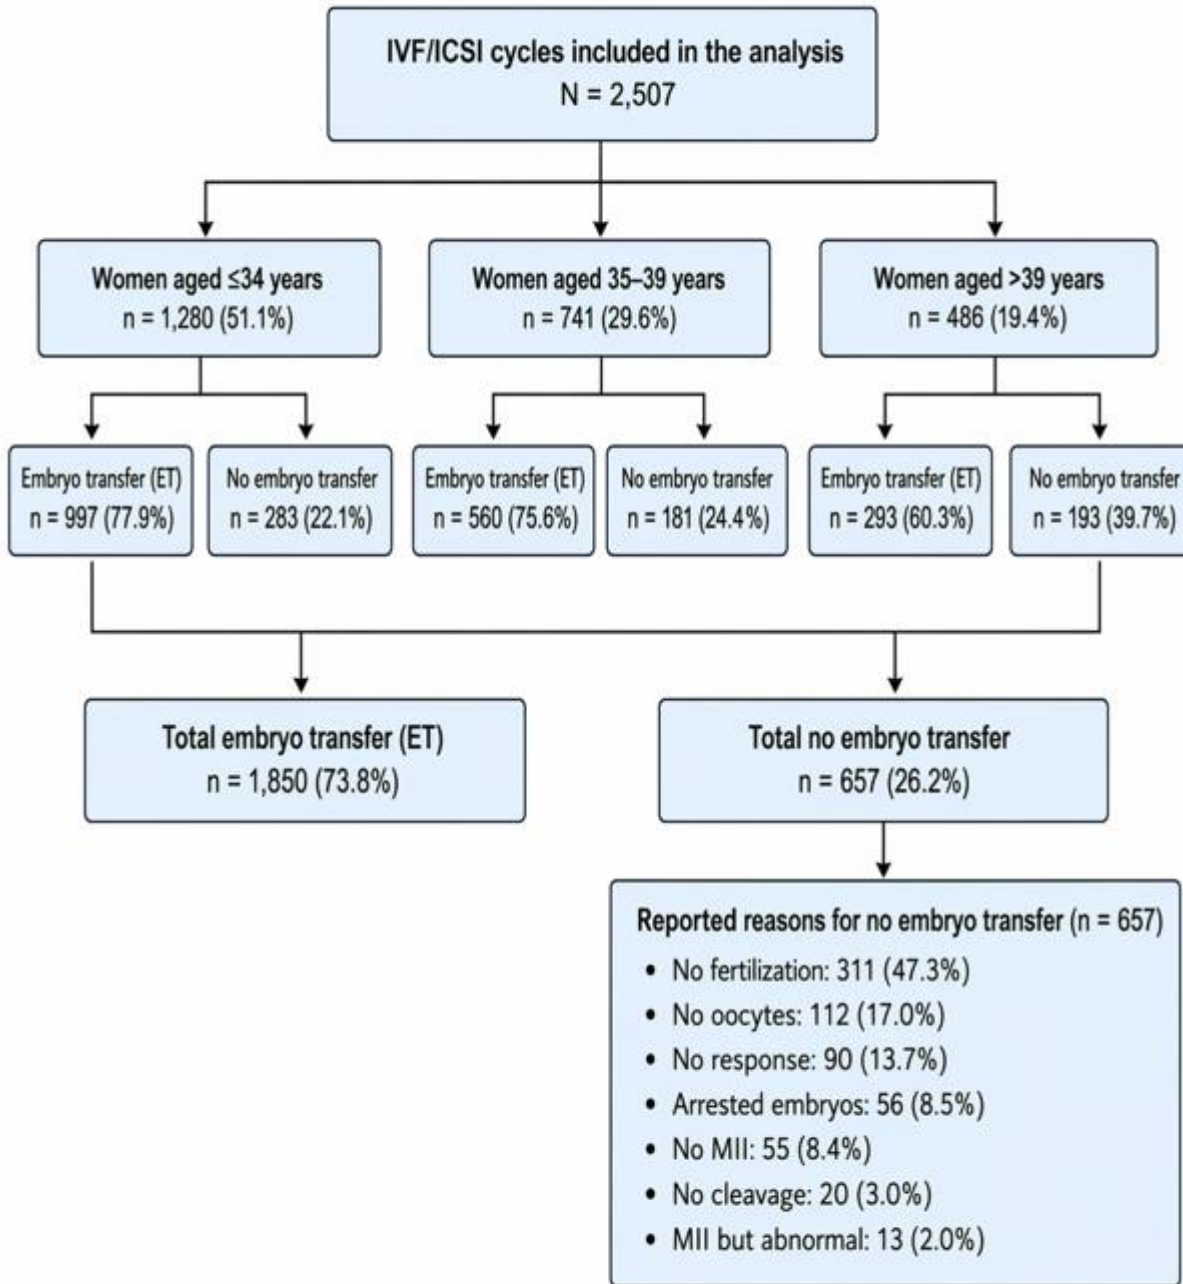 IVF/ICSI cycles included in the analysis
N = 2,507
Women aged ≤34 years
n = 1,280 (51.1%)
Women aged 35–39 years
n = 741 (29.6%)
Women aged >39 years
n = 486 (19.4%)
Embryo transfer (ET)
n = 997 (77.9%)
No embryo transfer
n = 283 (22.1%)
Embryo transfer (ET)
n = 560 (75.6%)
No embryo transfer
n = 181 (24.4%)
Embryo transfer (ET)
n = 293 (60.3%)
No embryo transfer
n = 193 (39.7%)
Total embryo transfer (ET)
n = 1,850 (73.8%)
Total no embryo transfer
n = 657 (26.2%)
Reported reasons for no embryo transfer (n = 657)
• No fertilization: 311 (47.3%)
• No oocytes: 112 (17.0%)
• No response: 90 (13.7%)
• Arrested embryos: 56 (8.5%)
• No MII: 55 (8.4%)
• No cleavage: 20 (3.0%)
• MII but abnormal: 13 (2.0%)